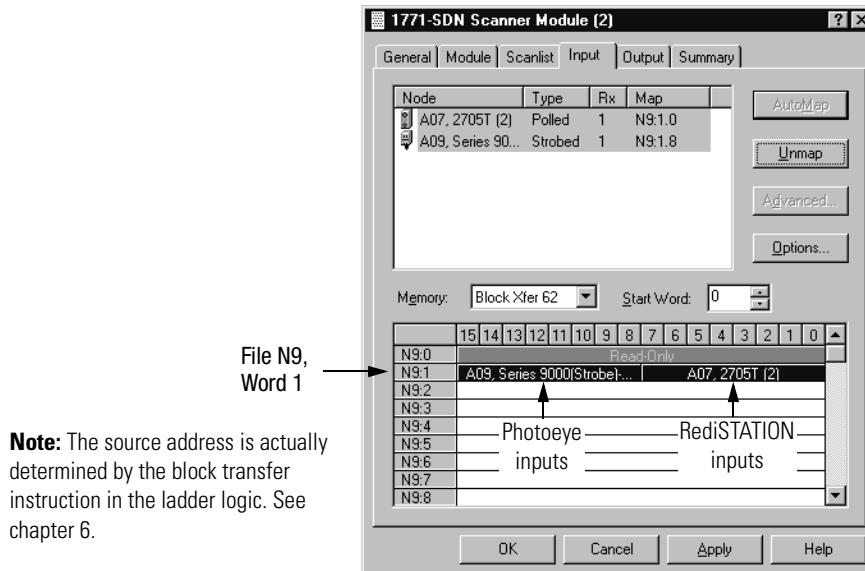 1771-SDN Scanner Module (2)
General Module Scanlist Input Output Summary
Node Type Rx Map
A07, 2705T (2) Polled 1 N9:1.0
A09, Series 90... Strobed 1 N9:1.8
AutoMap
Unmap
Advanced...
Options...
Memory: Block Xfer 62 Start Word: 0
15 14 13 12 11 10 9 8 7 6 5 4 3 2 1 0
N9:0 Read-Only
N9:1 A09, Series 9000(Strobe)-... A07, 2705T (2)
N9:2
N9:3
N9:4
N9:5
N9:6
N9:7
N9:8
File N9,
Word 1
Photoeye
inputs
RediSTATION
inputs
Note: The source address is actually
determined by the block transfer
instruction in the ladder logic. See
chapter 6.
OK Cancel Apply Help